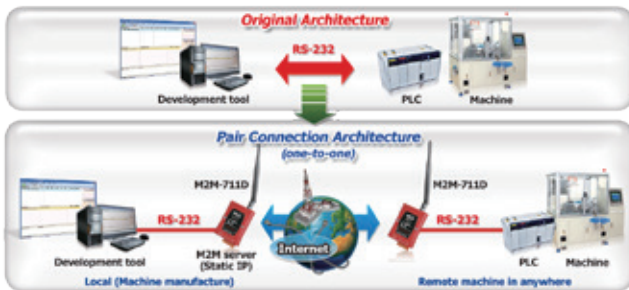 Original Architecture
RS-232
Development tool
PLC
Machine
Pair Connection Architecture
(one-to-one)
M2M-711D
M2M-711D
RS-232
RS-232
Internet
Development tool
M2M server
(Static IP)
PLC
Machine
Local (Machine manufacture)
Remote machine in anywhere